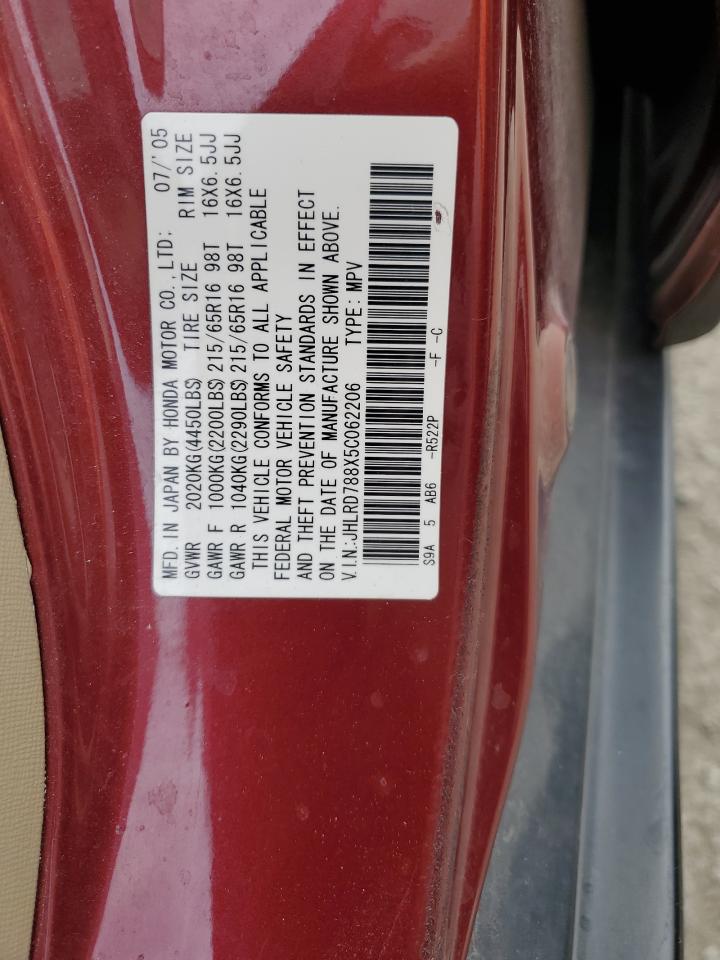 MFD. IN JAPAN BY HONDA MOTOR CO., LTD; 07/'05
GVWR 2020KG(4450LBS) TIRE SIZE RIM SIZE
GAWR F 1000KG(2200LBS) 215/65R16 98T 16X6.5JJ
GAWR R 1040KG(2290LBS) 215/65R16 98T 16X6.5JJ
THIS VEHICLE CONFORMS TO ALL APPLICABLE
FEDERAL MOTOR VEHICLE SAFETY
AND THEFT PREVENTION STANDARDS IN EFFECT
ON THE DATE OF MANUFACTURE SHOWN ABOVE.
V.I.N.:JHLRD788X5C062206 TYPE: MPV
S9A 5 AB6 -R522P -F -C